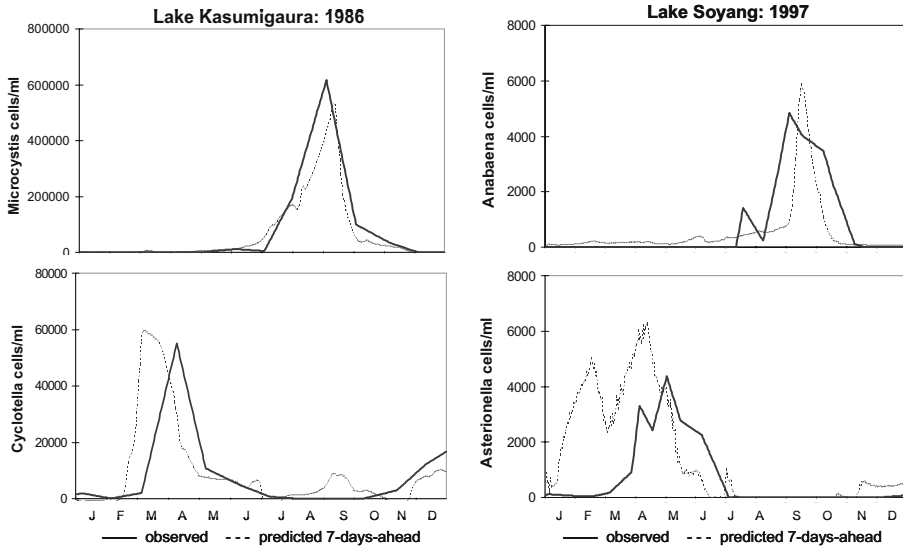 Lake Kasumigaura: 1986
800000
600000
400000
200000
0
Microcystis cells/ml
Lake Soyang: 1997
8000
6000
4000
2000
0
Anabaena cells/ml
80000
60000
40000
20000
0
Cyclotella cells/ml
J F M A M J J A S O N D
observed predicted 7-days-ahead
8000
6000
4000
2000
0
Asterionella cells/ml
J F M A M J J A S O N D
observed predicted 7-days-ahead